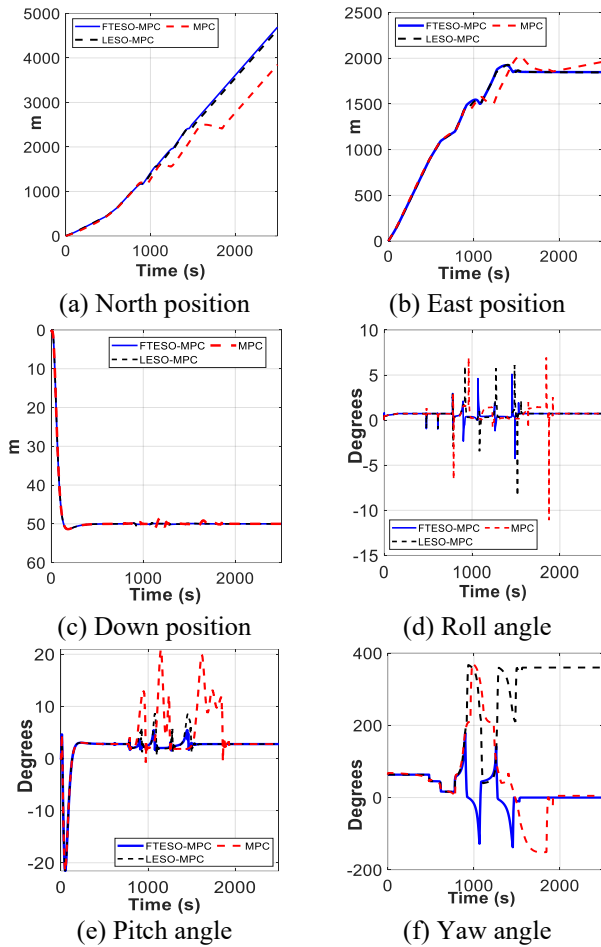 5000
4000
3000
2000
1000
0
m
FTESO-MPC
MPC
LESO-MPC
0
1000
2000
Time (s)
(a) North position
2500
2000
1500
1000
500
0
m
FTESO-MPC
MPC
LESO-MPC
0
1000
2000
Time (s)
(b) East position
0
10
20
30
40
50
60
m
FTESO-MPC
MPC
LESO-MPC
0
1000
2000
Time (s)
(c) Down position
10
5
0
-5
-10
-15
Degrees
FTESO-MPC
MPC
LESO-MPC
0
1000
2000
Time (s)
(d) Roll angle
20
10
0
-10
-20
Degrees
FTESO-MPC
MPC
LESO-MPC
0
1000
2000
Time (s)
(e) Pitch angle
400
200
0
-200
Degrees
FTESO-MPC
MPC
LESO-MPC
0
1000
2000
Time (s)
(f) Yaw angle